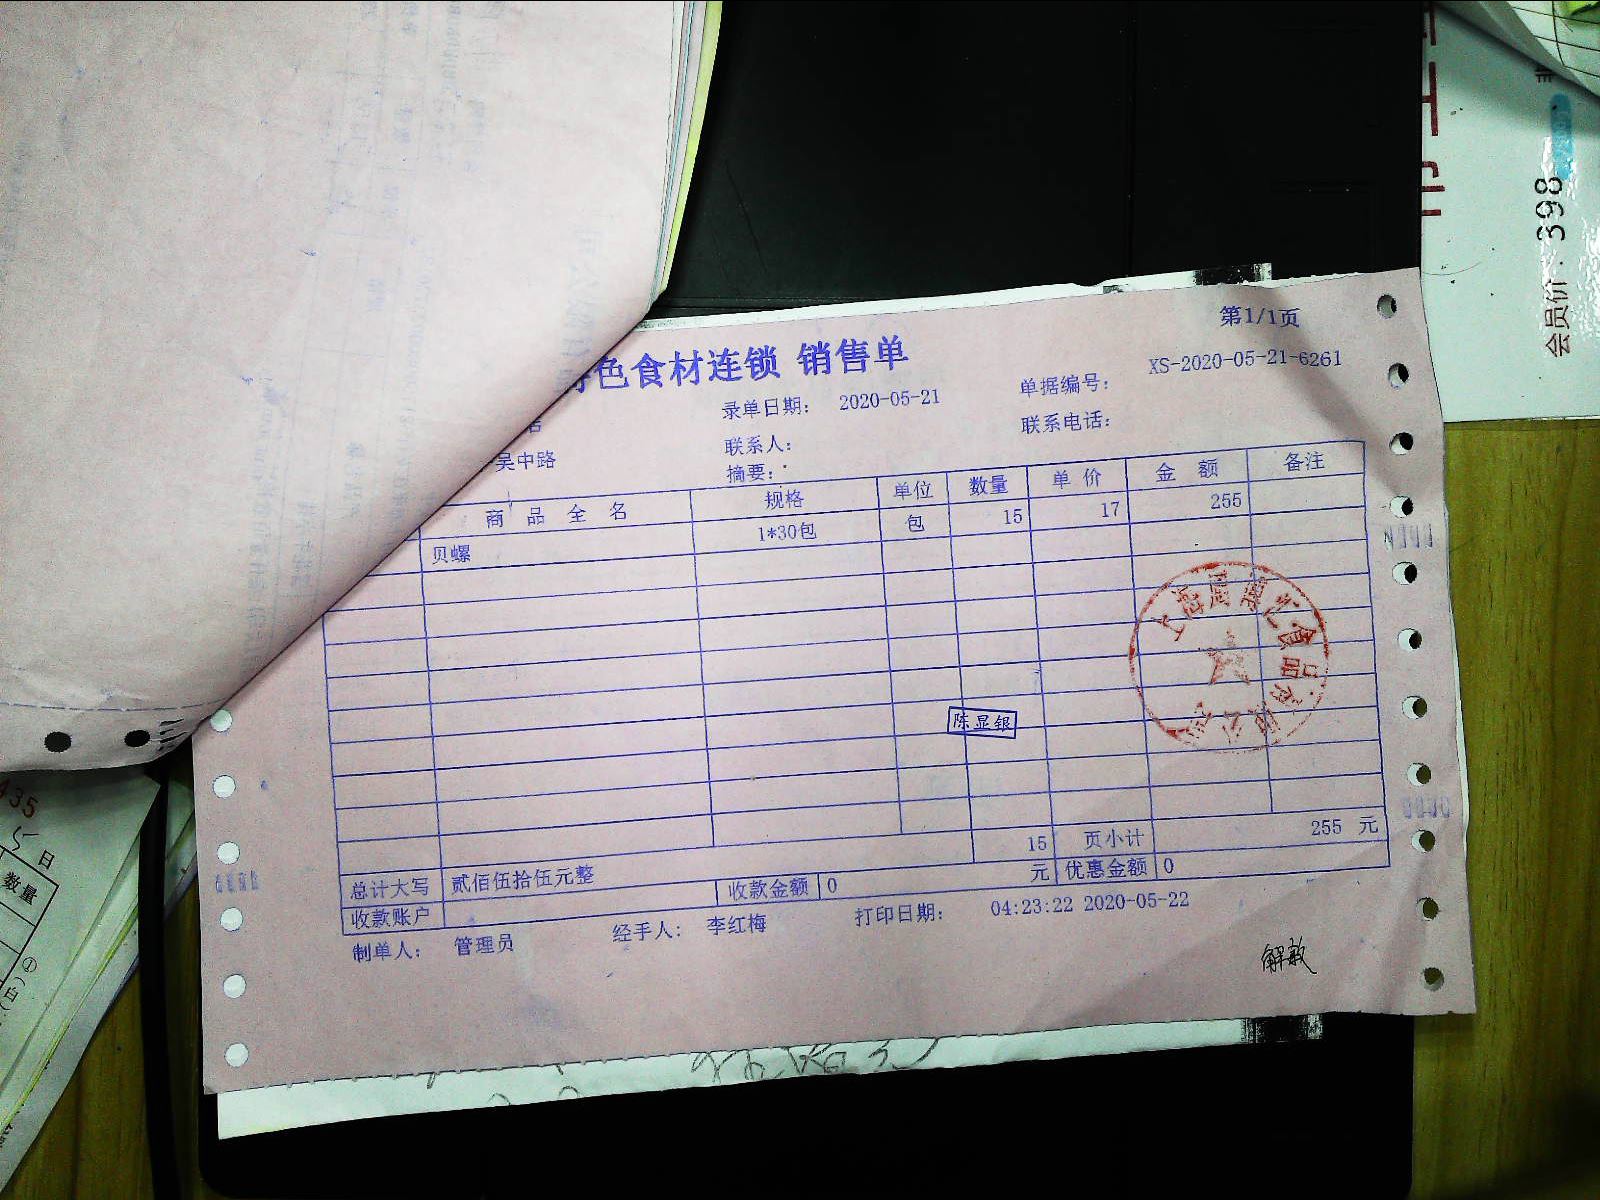 第1/1页
色食材连锁 销售单
录单日期: 2020-05-21
单据编号: XS-2020-05-21-6261
吴中路
联系人:
联系电话:
摘要:
商品全名 规格 单位 数量 单价 金额 备注
贝螺 1*30包 包 15 17 255
陈显银
15 页小计 255 元
总计大写 贰佰伍拾伍元整 元 优惠金额 0
收款账户 收款金额 0
制单人: 管理员 经手人: 李红梅 打印日期: 04:23:22 2020-05-22
解敏
会员价: 398
435
5日
数量